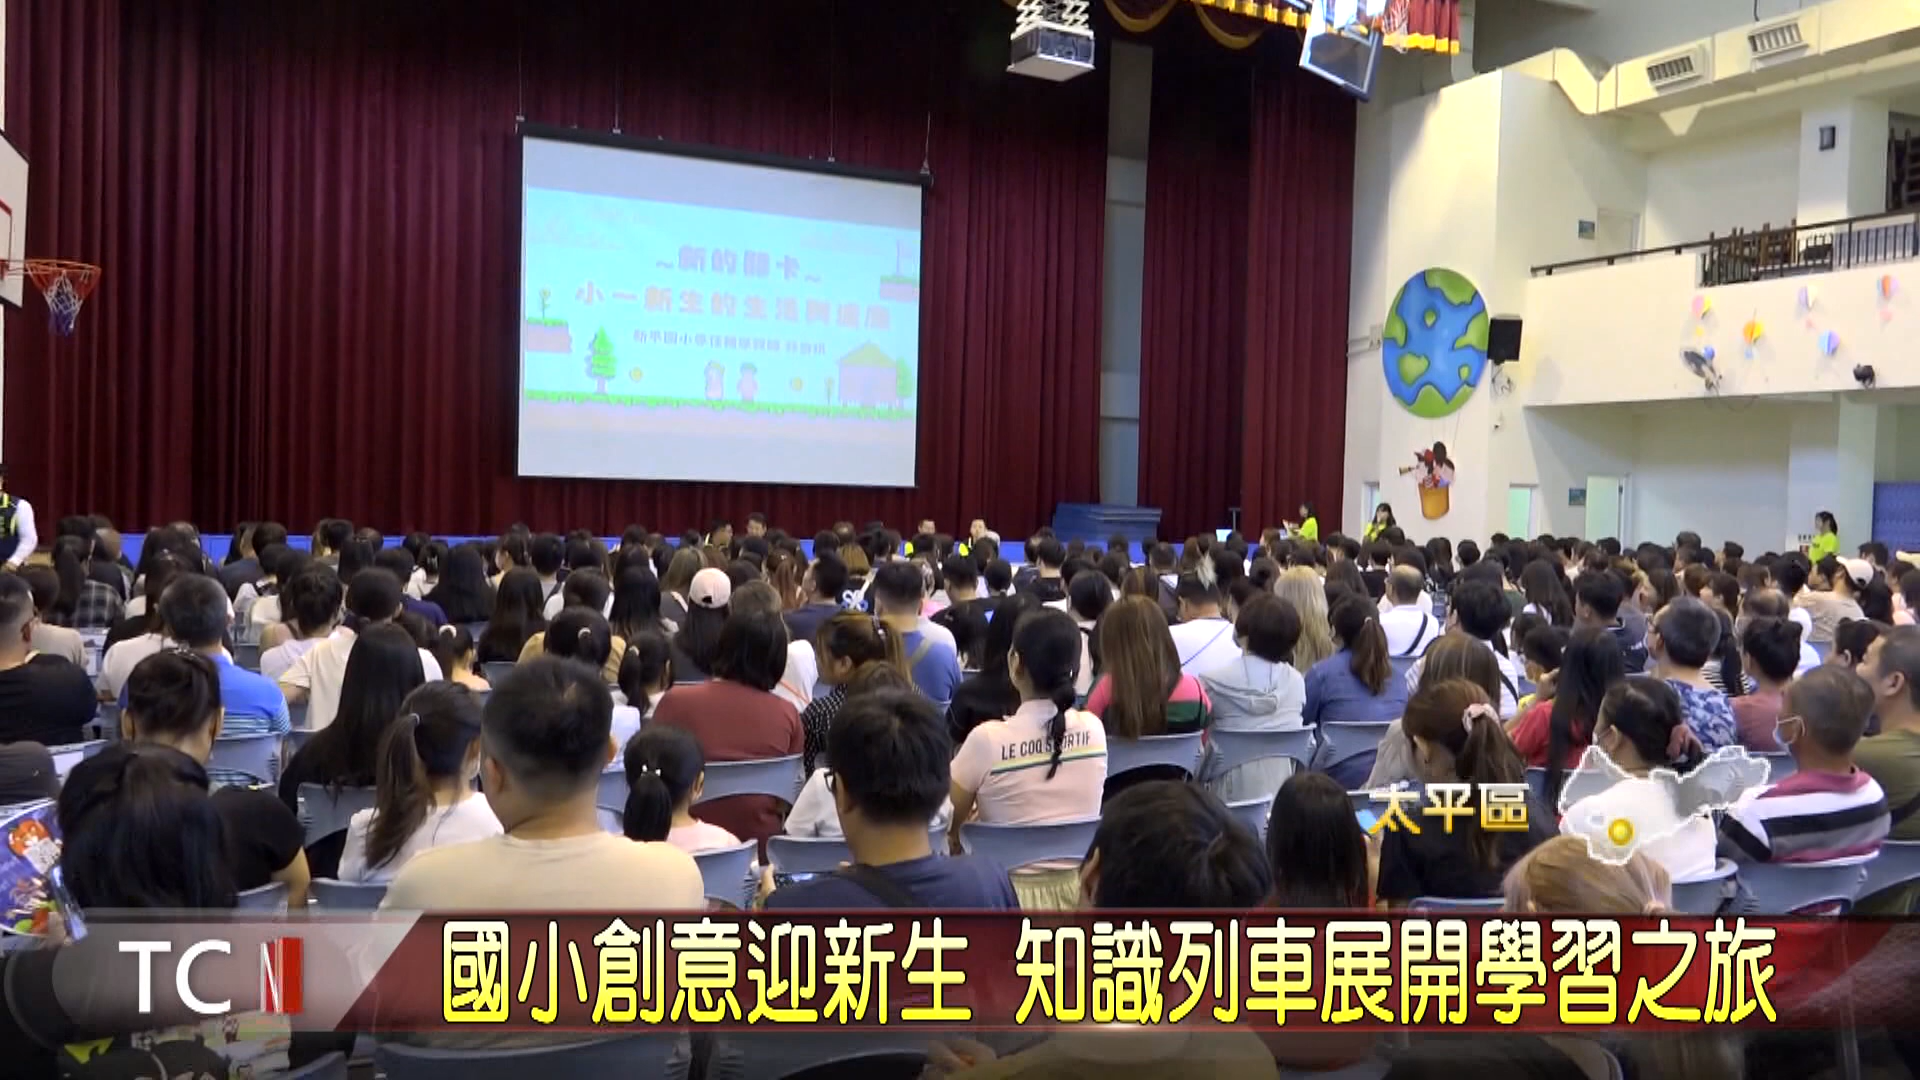 ~新的關卡~
小一新生的生活與適應
LE COQ SPORTIF
太平區
TCN
國小創意迎新生 知識列車展開學習之旅